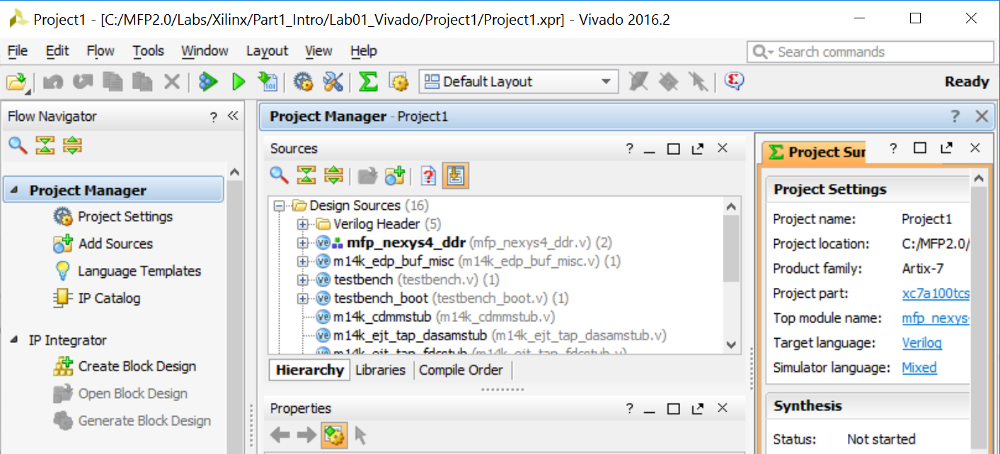 Project1 - [C:/MFP2.0/Labs/Xilinx/Part1_Intro/Lab01_Vivado/Project1/Project1.xpr] - Vivado 2016.2
File Edit Flow Tools Window Layout View Help
Search commands
Default Layout
Ready
Flow Navigator
Project Manager
Project Settings
Add Sources
Language Templates
IP Catalog
IP Integrator
Create Block Design
Open Block Design
Generate Block Design
Project Manager - Project1
Sources
Design Sources (16)
Verilog Header (5)
mfp_nexys4_ddr (mfp_nexys4_ddr.v) (2)
m14k_edp_buf_misc (m14k_edp_buf_misc.v) (1)
testbench (testbench.v) (1)
testbench_boot (testbench_boot.v) (1)
m14k_cdmmstub (m14k_cdmmstub.v)
m14k_ejt_tap_dasamstub (m14k_ejt_tap_dasamstub.v)
m14k_ejt_tap_fdcstub (m14k_ejt_tap_fdcstub.v)
Hierarchy Libraries Compile Order
Properties
Project Sur
Project Settings
Project name: Project1
Project location: C:/MFP2.0/
Product family: Artix-7
Project part: xc7a100tcs
Top module name: mfp_nexys
Target language: Verilog
Simulator language: Mixed
Synthesis
Status: Not started